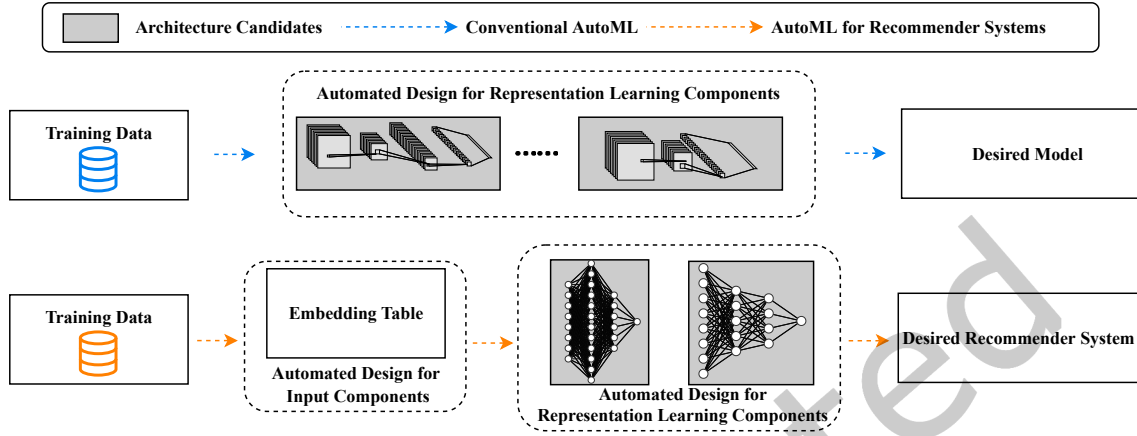 Architecture Candidates
Conventional AutoML
AutoML for Recommender Systems
Automated Design for Representation Learning Components
Training Data
......
Desired Model
Training Data
Embedding Table
Automated Design for
Input Components
Automated Design for
Representation Learning Components
Desired Recommender System
ted